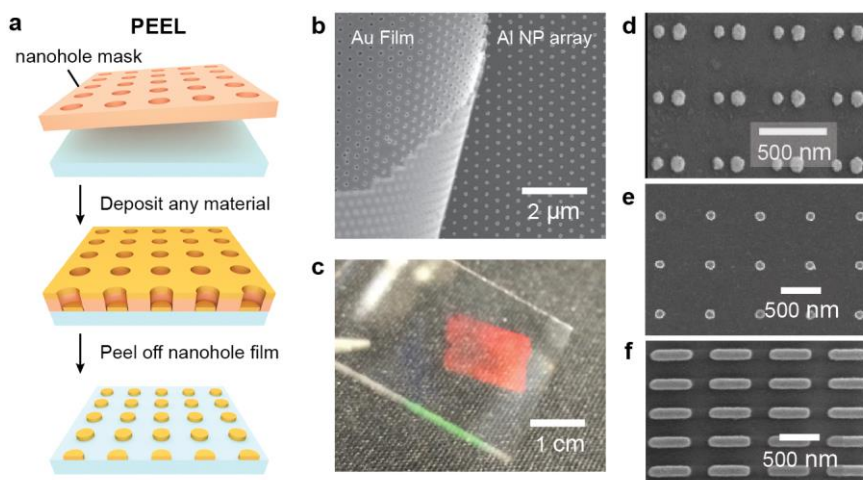 a
PEEL
nanohole mask
Deposit any material
Peel off nanohole film
b
Au Film
Al NP array
2 μm
c
1 cm
d
500 nm
e
500 nm
f
500 nm